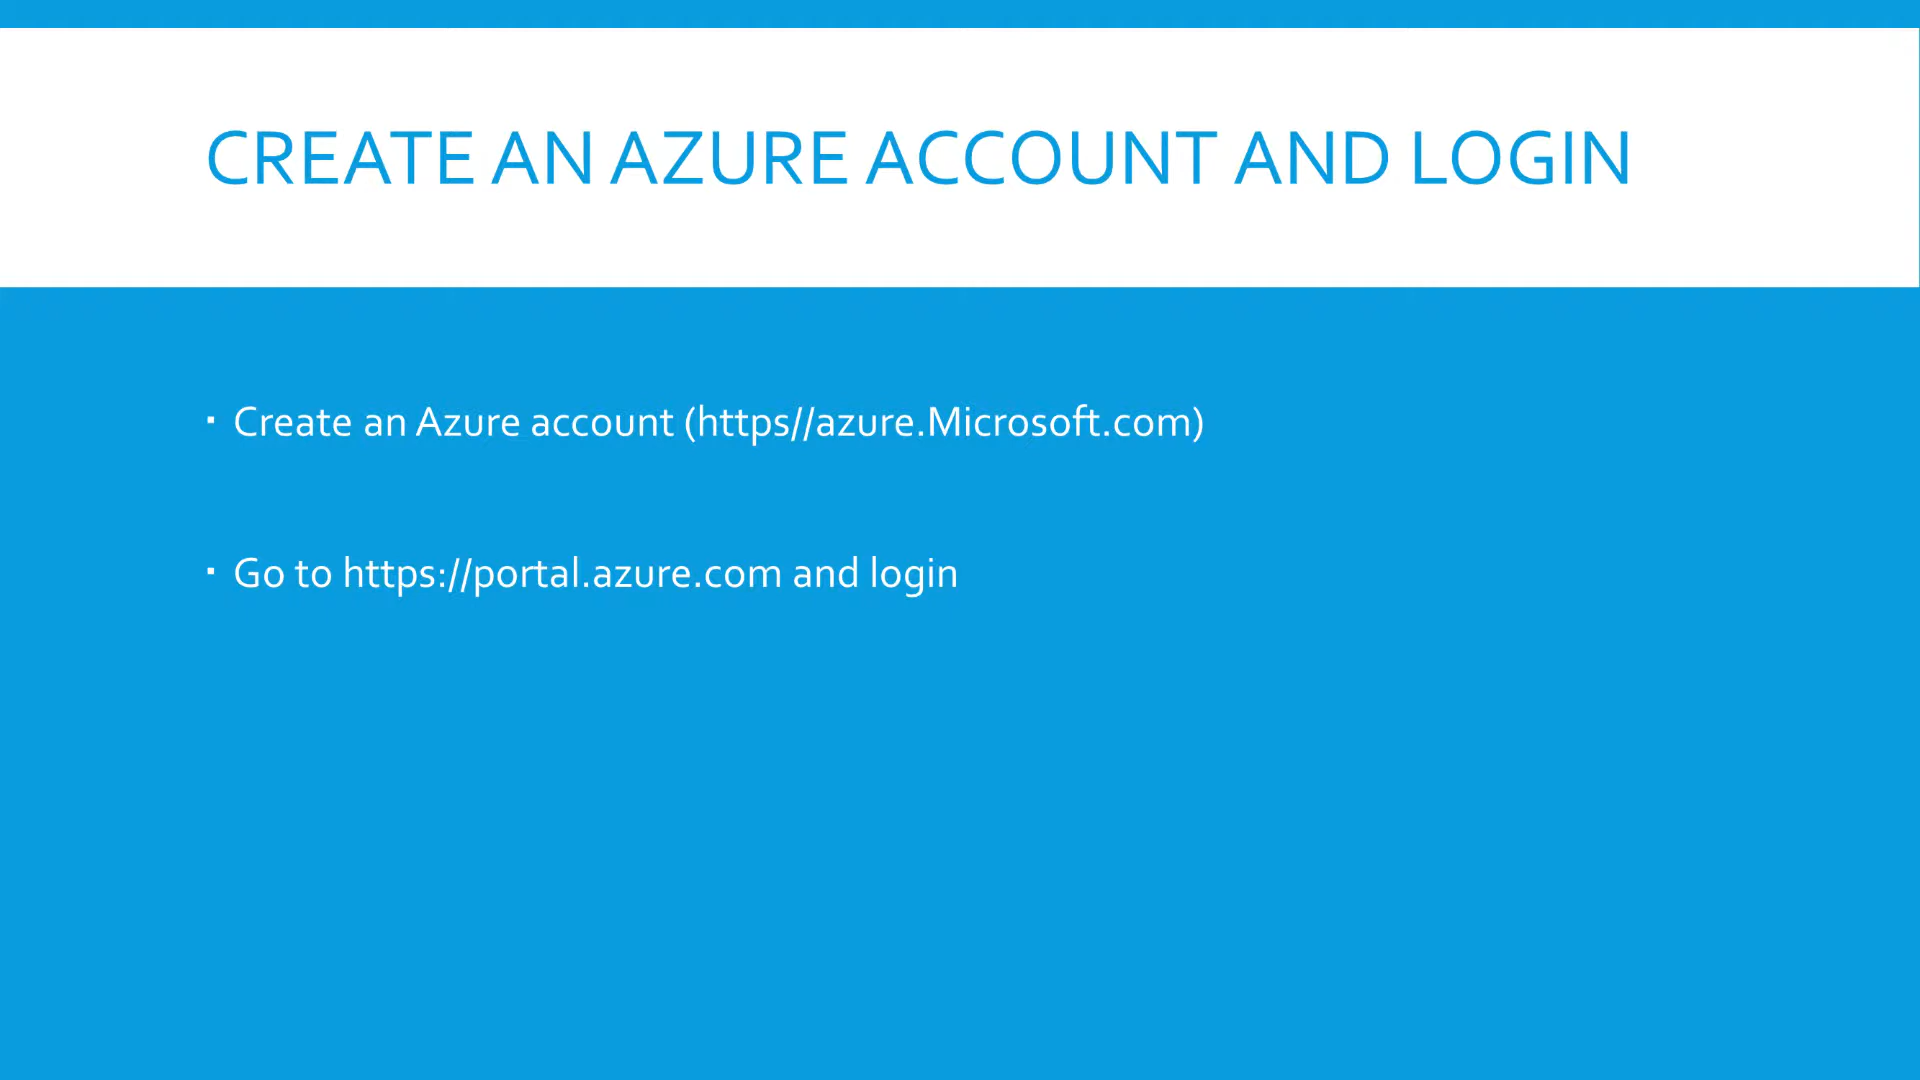 CREATE AN AZURE ACCOUNT AND LOGIN
▪ Create an Azure account (https//azure.Microsoft.com)
▪ Go to https://portal.azure.com and login